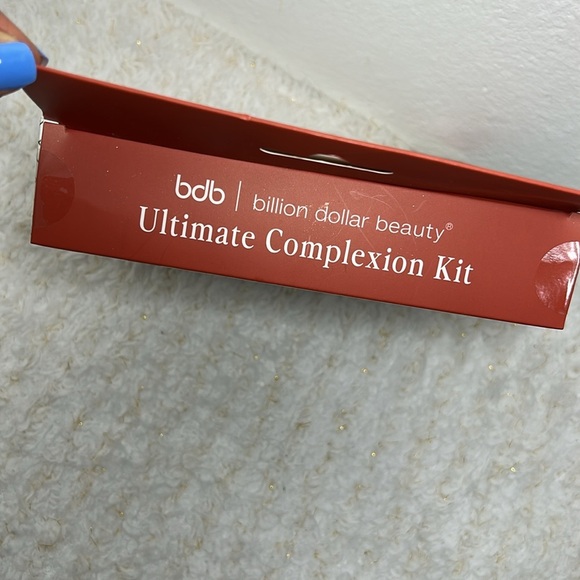 bdb | billion dollar beauty®
Ultimate Complexion Kit